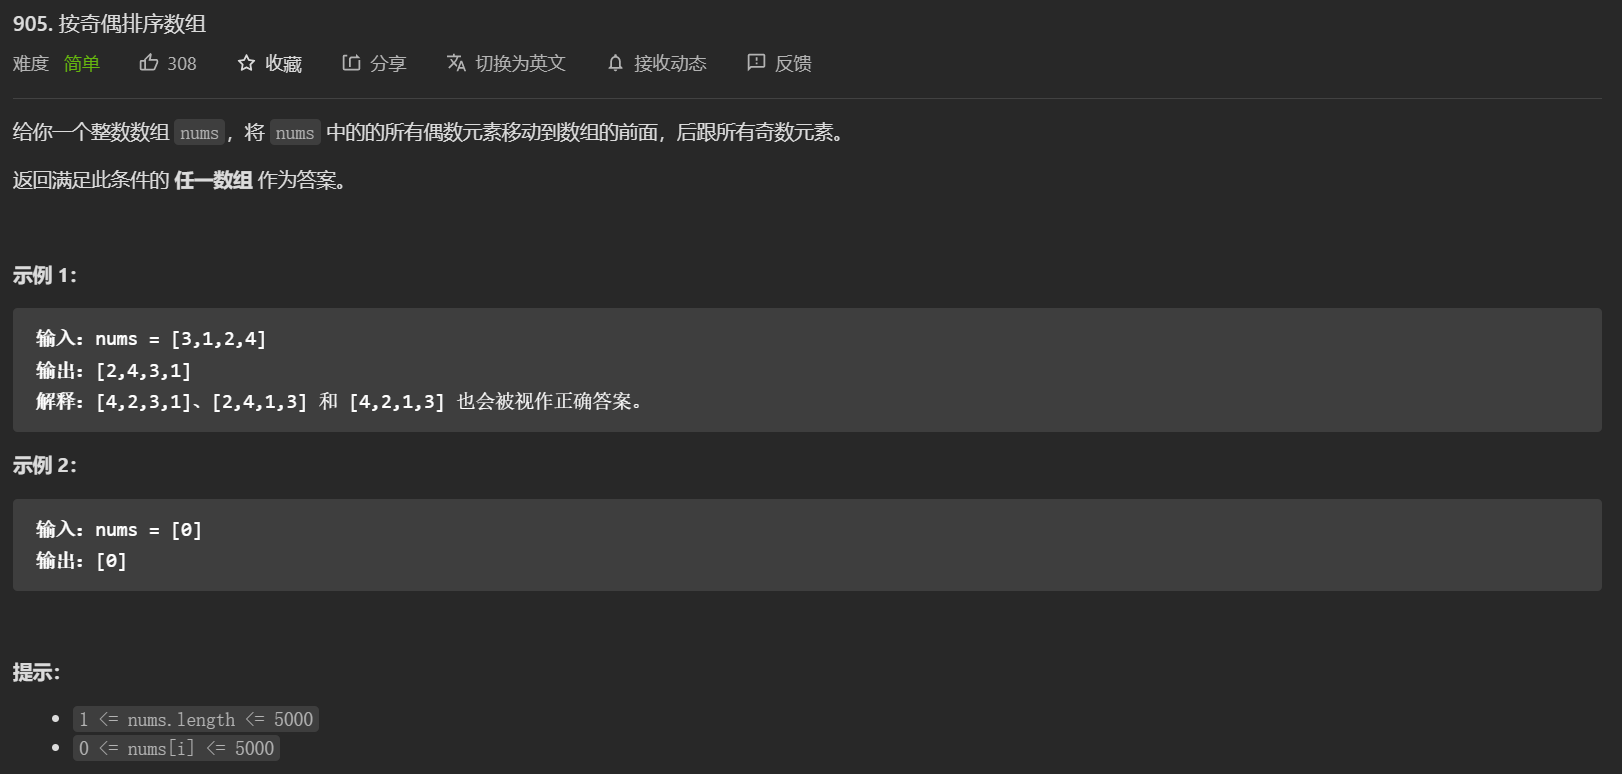 905. 按奇偶排序数组
难度 简单 308 收藏 分享 切换为英文 接收动态 反馈
给你一个整数数组 nums，将 nums 中的的所有偶数元素移动到数组的前面，后跟所有奇数元素。
返回满足此条件的 任一数组 作为答案。
示例 1：
输入：nums = [3,1,2,4]
输出：[2,4,3,1]
解释：[4,2,3,1]、[2,4,1,3] 和 [4,2,1,3] 也会被视作正确答案。
示例 2：
输入：nums = [0]
输出：[0]
提示：
1 <= nums.length <= 5000
0 <= nums[i] <= 5000